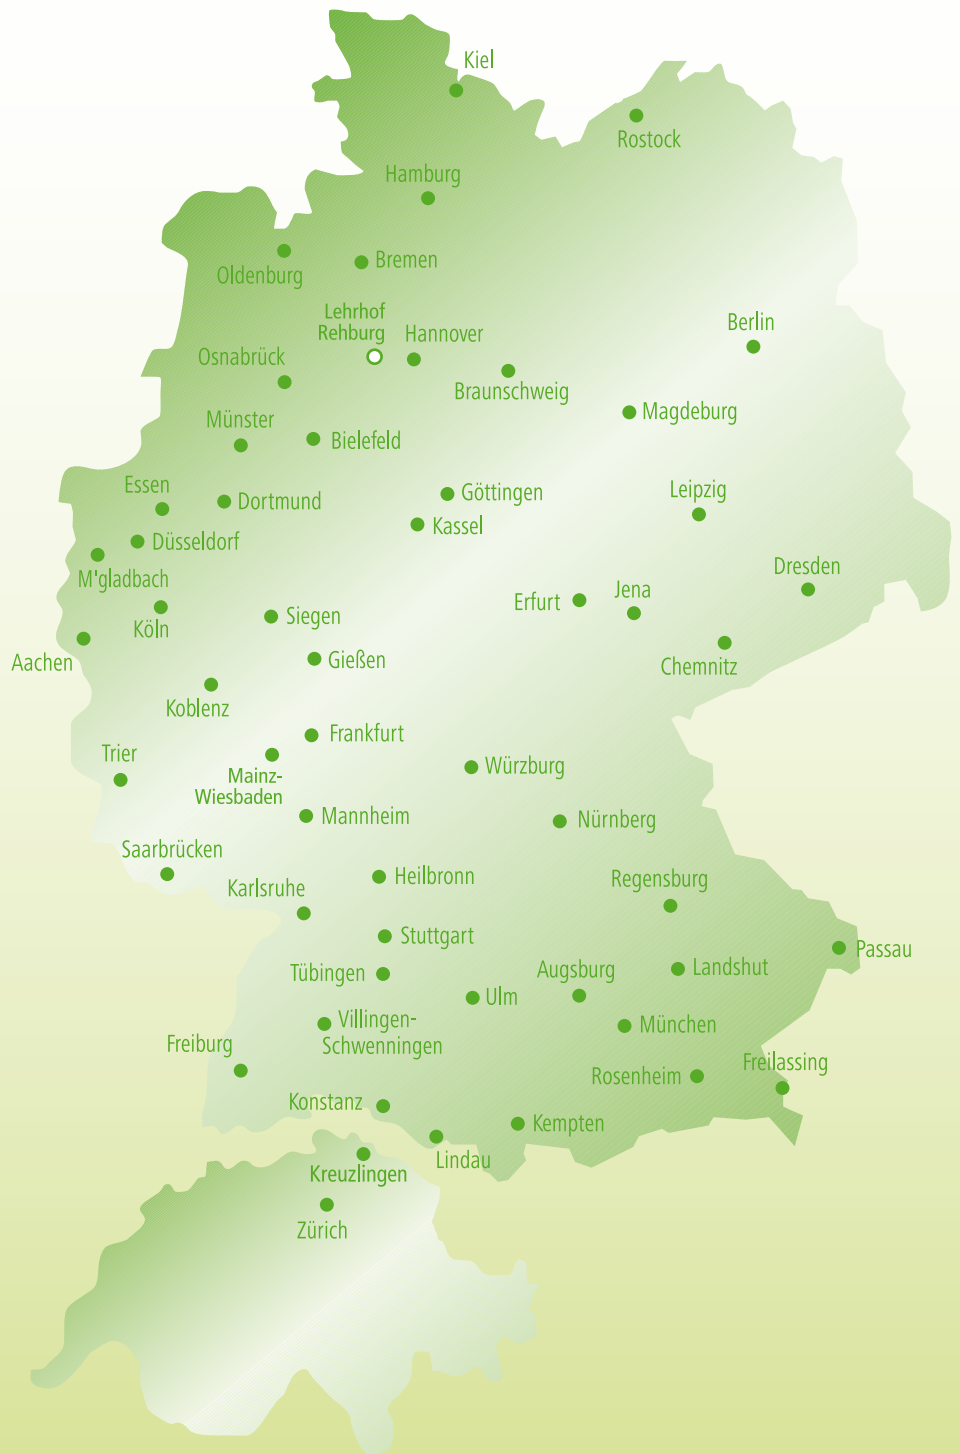 Kiel
Rostock
Hamburg
Bremen
Oldenburg
Lehrhof
Rehburg
Hannover
Berlin
Osnabrück
Braunschweig
Magdeburg
Münster
Bielefeld
Essen
Dortmund
Göttingen
Leipzig
Kassel
Düsseldorf
M'gladbach
Dresden
Jena
Erfurt
Siegen
Köln
Aachen
Gießen
Chemnitz
Koblenz
Frankfurt
Trier
Würzburg
Mainz-
Wiesbaden
Mannheim
Nürnberg
Saarbrücken
Heilbronn
Regensburg
Karlsruhe
Stuttgart
Passau
Tübingen
Augsburg
Landshut
Ulm
Villingen-
Schwenningen
München
Freiburg
Freilassing
Rosenheim
Konstanz
Kempten
Lindau
Kreuzlingen
Zürich